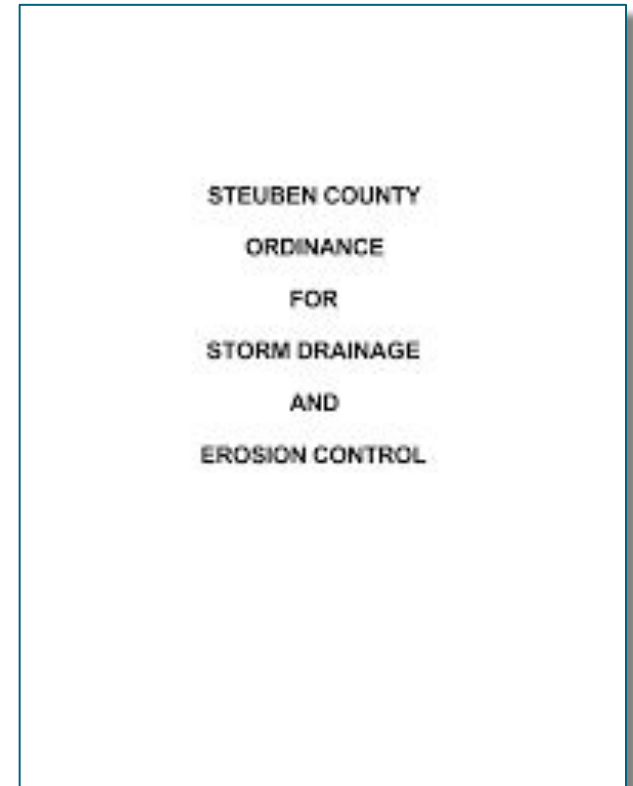 STEUBEN COUNTY
ORDINANCE
FOR
STORM DRAINAGE
AND
EROSION CONTROL